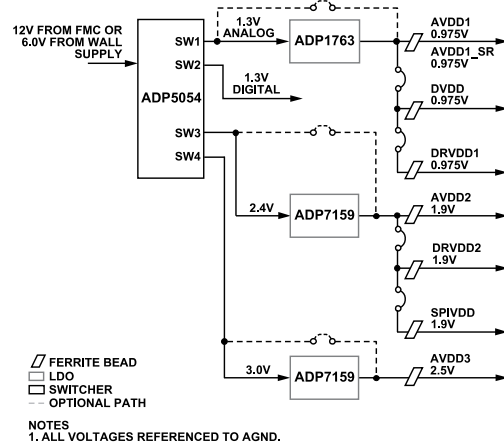 12V FROM FMC OR
6.0V FROM WALL
SUPPLY
ADP5054
SW1
SW2
SW3
SW4
1.3V
ANALOG
1.3V
DIGITAL
2.4V
3.0V
ADP1763
ADP7159
ADP7159
AVDD1
0.975V
AVDD1_SR
0.975V
DVDD
0.975V
DRVDD1
0.975V
AVDD2
1.9V
DRVDD2
1.9V
SPIVDD
1.9V
AVDD3
2.5V
FERRITE BEAD
LDO
SWITCHER
OPTIONAL PATH
NOTES
1. ALL VOLTAGES REFERENCED TO AGND.